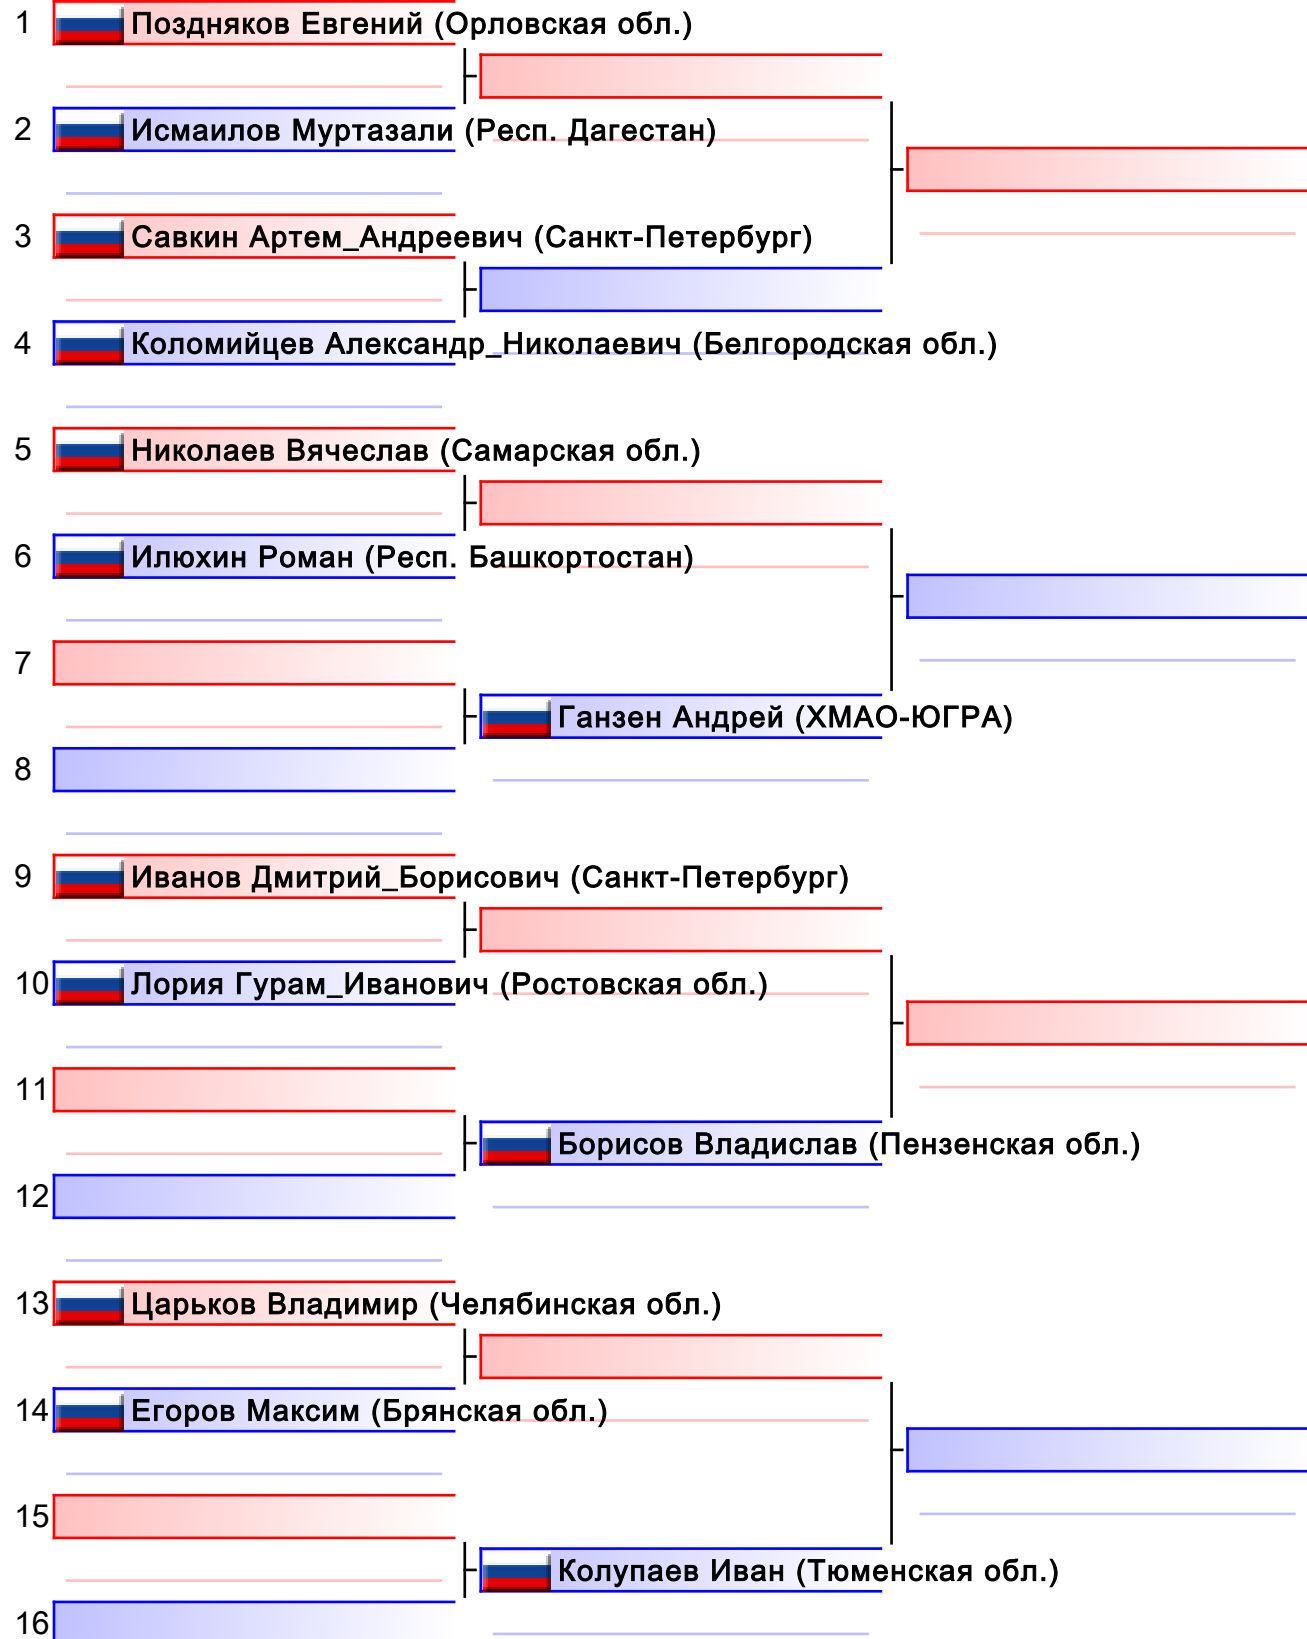 1 Поздняков Евгений (Орловская обл.)
2 Исмаилов Муртазали (Респ. Дагестан)
3 Савкин Артем_Андреевич (Санкт-Петербург)
4 Коломийцев Александр_Николаевич (Белгородская обл.)
5 Николаев Вячеслав (Самарская обл.)
6 Илюхин Роман (Респ. Башкортостан)
7
Ганзен Андрей (ХМАО-ЮГРА)
8
9 Иванов Дмитрий_Борисович (Санкт-Петербург)
10 Лория Гурам_Иванович (Ростовская обл.)
11
Борисов Владислав (Пензенская обл.)
12
13 Царьков Владимир (Челябинская обл.)
14 Егоров Максим (Брянская обл.)
15
Колупаев Иван (Тюменская обл.)
16